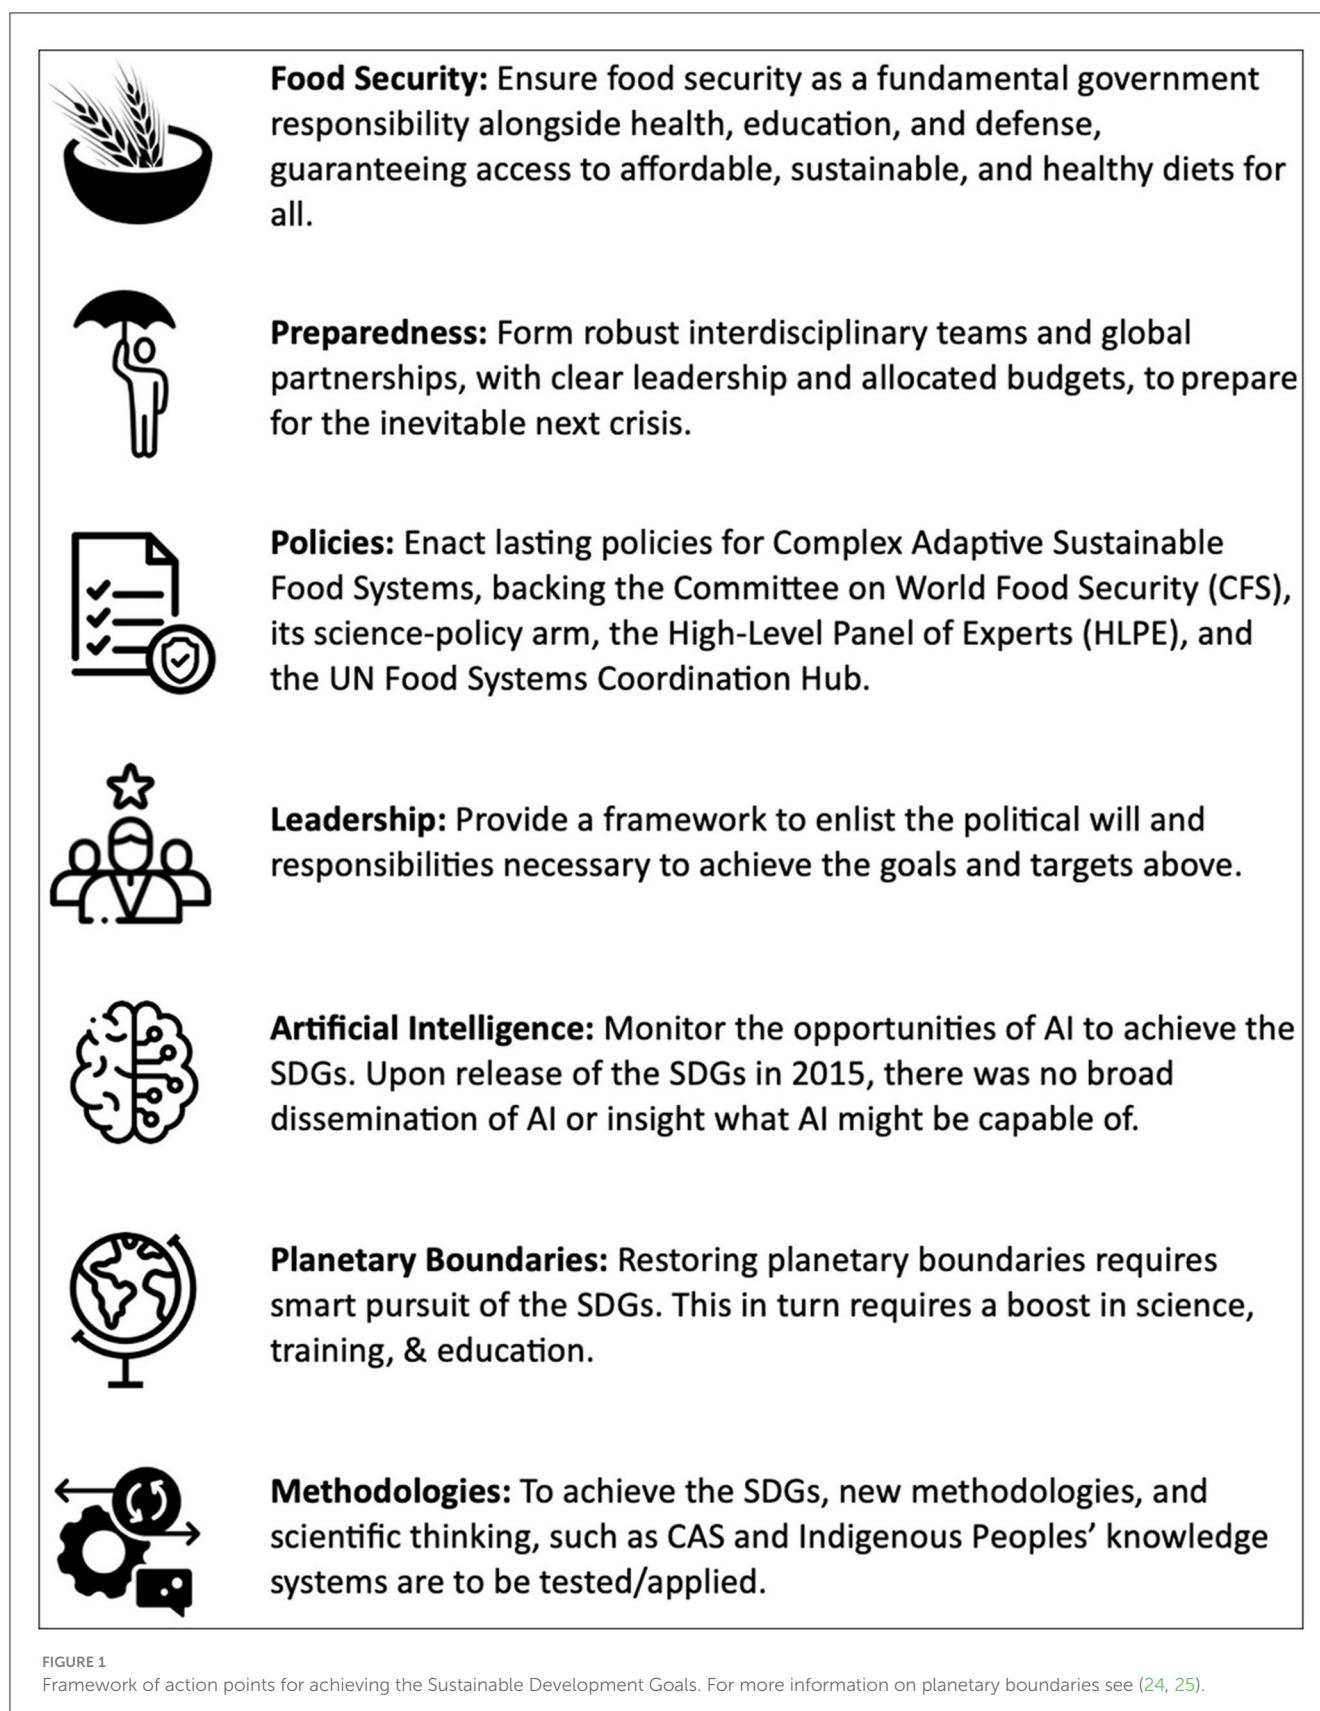 Food Security: Ensure food security as a fundamental government
responsibility alongside health, education, and defense,
guaranteeing access to affordable, sustainable, and healthy diets for
all.
Preparedness: Form robust interdisciplinary teams and global
partnerships, with clear leadership and allocated budgets, to prepare
for the inevitable next crisis.
Policies: Enact lasting policies for Complex Adaptive Sustainable
Food Systems, backing the Committee on World Food Security (CFS),
its science-policy arm, the High-Level Panel of Experts (HLPE), and
the UN Food Systems Coordination Hub.
Leadership: Provide a framework to enlist the political will and
responsibilities necessary to achieve the goals and targets above.
Artificial Intelligence: Monitor the opportunities of AI to achieve the
SDGs. Upon release of the SDGs in 2015, there was no broad
dissemination of AI or insight what AI might be capable of.
Planetary Boundaries: Restoring planetary boundaries requires
smart pursuit of the SDGs. This in turn requires a boost in science,
training, & education.
Methodologies: To achieve the SDGs, new methodologies, and
scientific thinking, such as CAS and Indigenous Peoples’ knowledge
systems are to be tested/applied.
FIGURE 1
Framework of action points for achieving the Sustainable Development Goals. For more information on planetary boundaries see (24, 25).